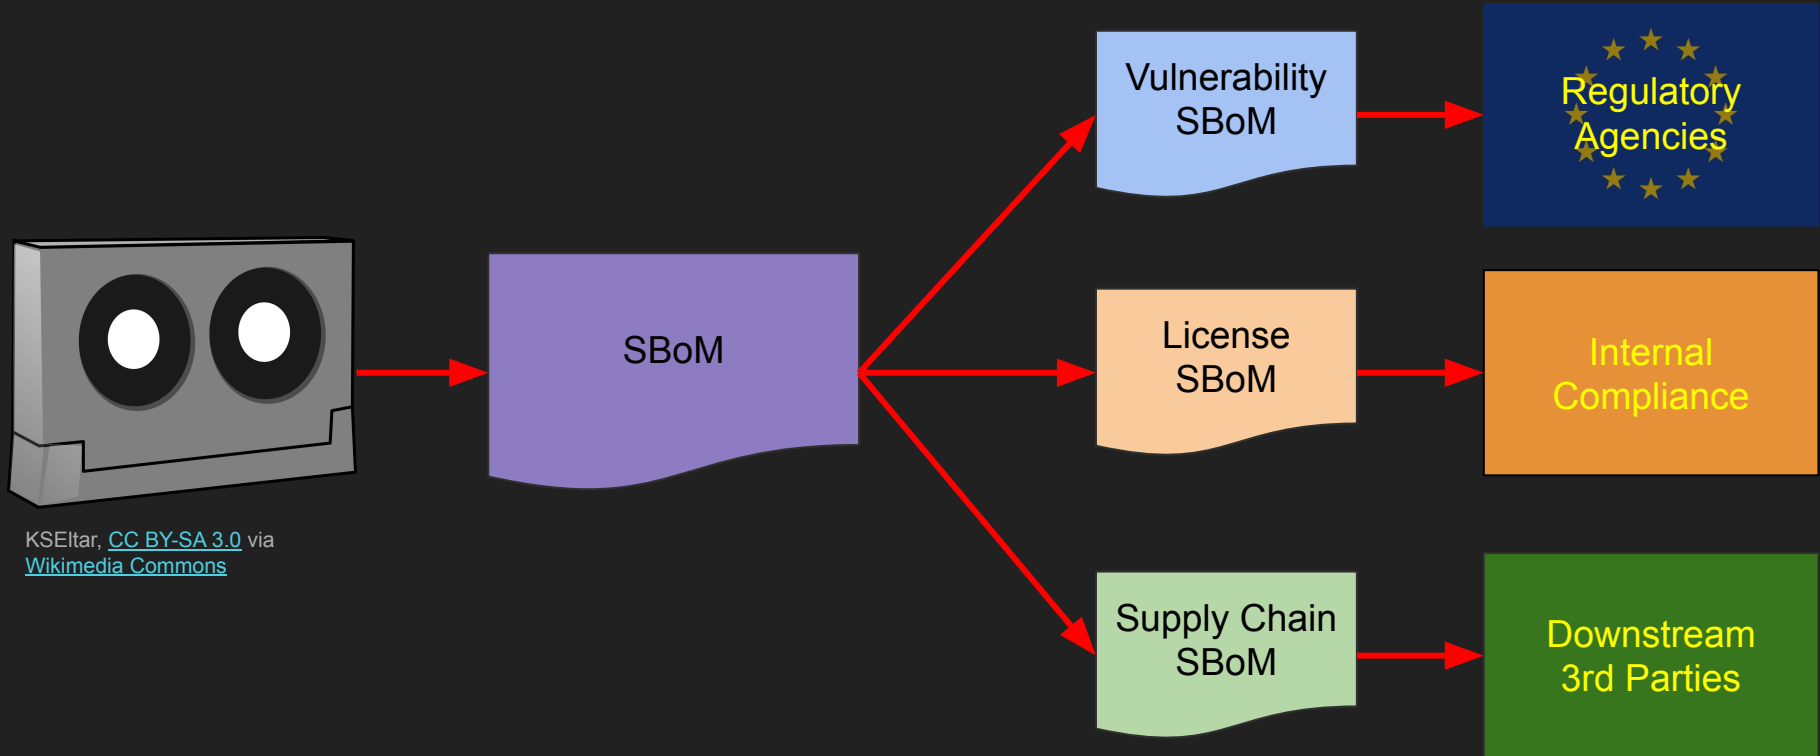 Vulnerability
SBoM
Regulatory
Agencies
SBoM
License
SBoM
Internal
Compliance
KSEltar, CC BY-SA 3.0 via
Wikimedia Commons
Supply Chain
SBoM
Downstream
3rd Parties